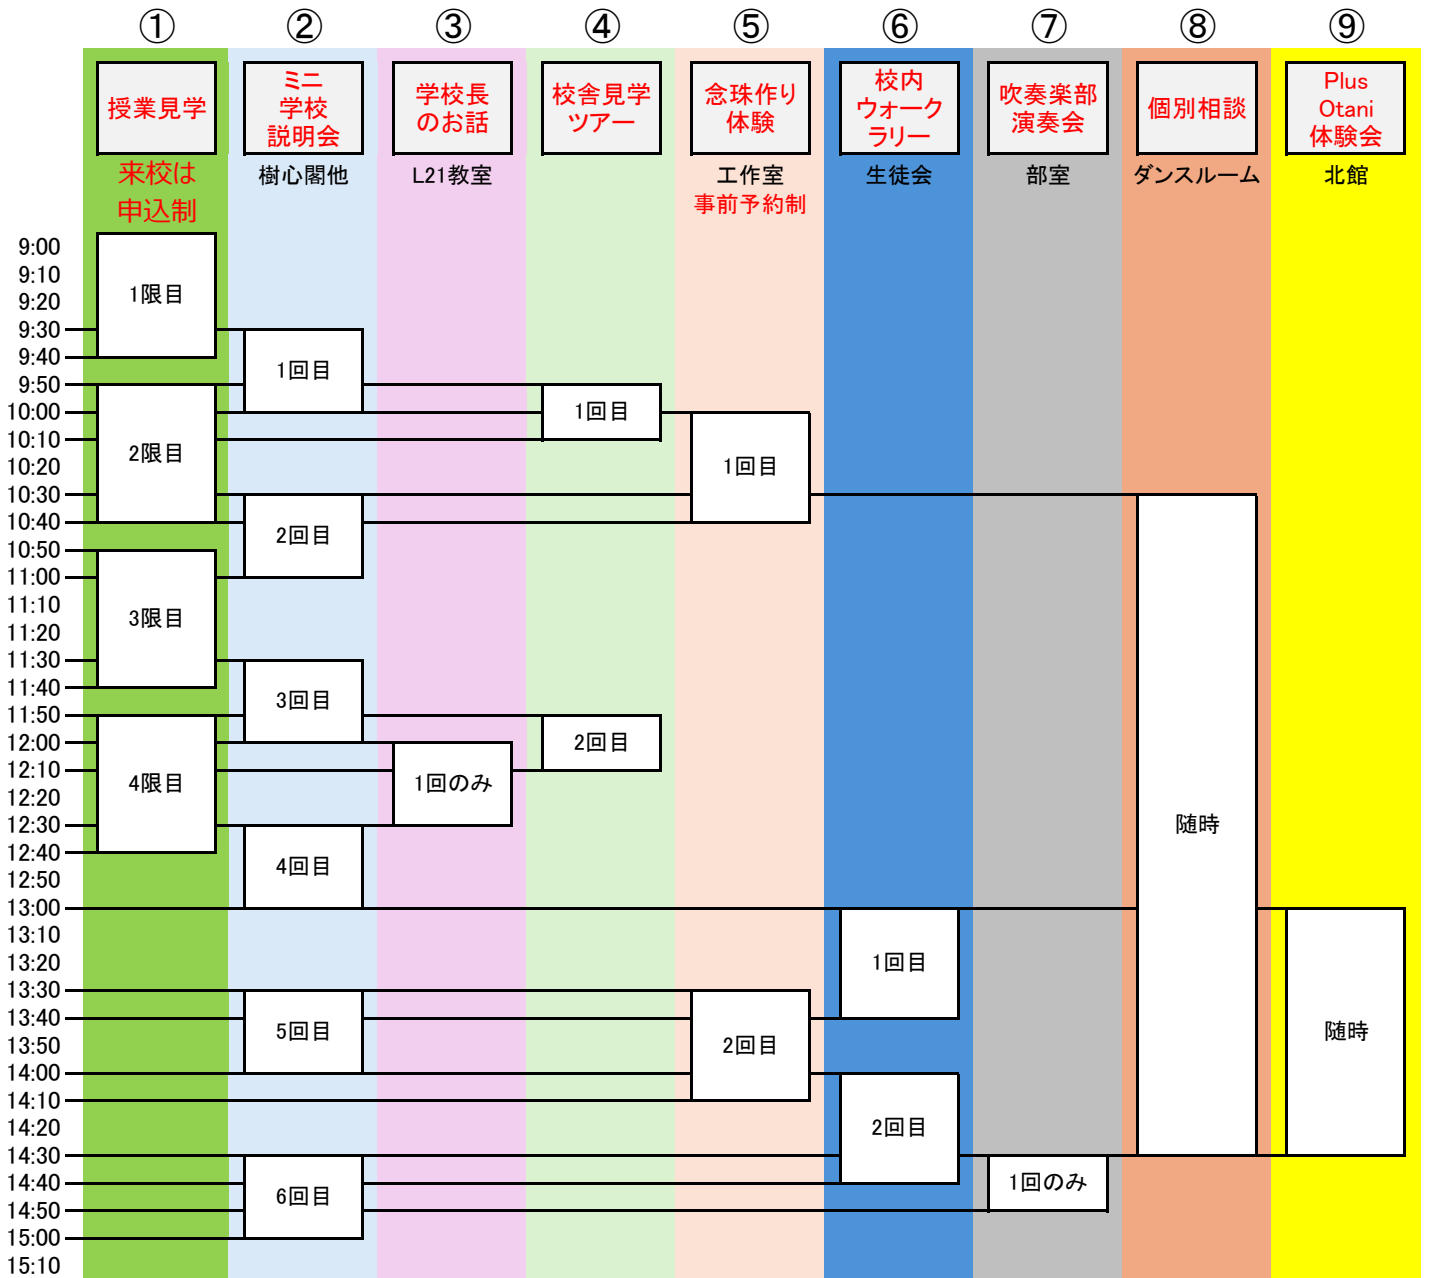 ①
②
③
④
⑤
⑥
⑦
⑧
⑨
授業見学
来校は
申込制
ミニ
学校
説明会
樹心閣他
学校長
のお話
L21教室
校舎見学
ツアー
念珠作り
体験
工作室
事前予約制
校内
ウォーク
ラリー
生徒会
吹奏楽部
演奏会
部室
個別相談
ダンスルーム
Plus
Otani
体験会
北館
9:00
9:10
9:20
9:30
9:40
9:50
10:00
10:10
10:20
10:30
10:40
10:50
11:00
11:10
11:20
11:30
11:40
11:50
12:00
12:10
12:20
12:30
12:40
12:50
13:00
13:10
13:20
13:30
13:40
13:50
14:00
14:10
14:20
14:30
14:40
14:50
15:00
15:10
1限目
2限目
3限目
4限目
1回目
2回目
3回目
4回目
5回目
6回目
1回のみ
1回目
2回目
1回目
2回目
1回目
2回目
1回のみ
随時
随時